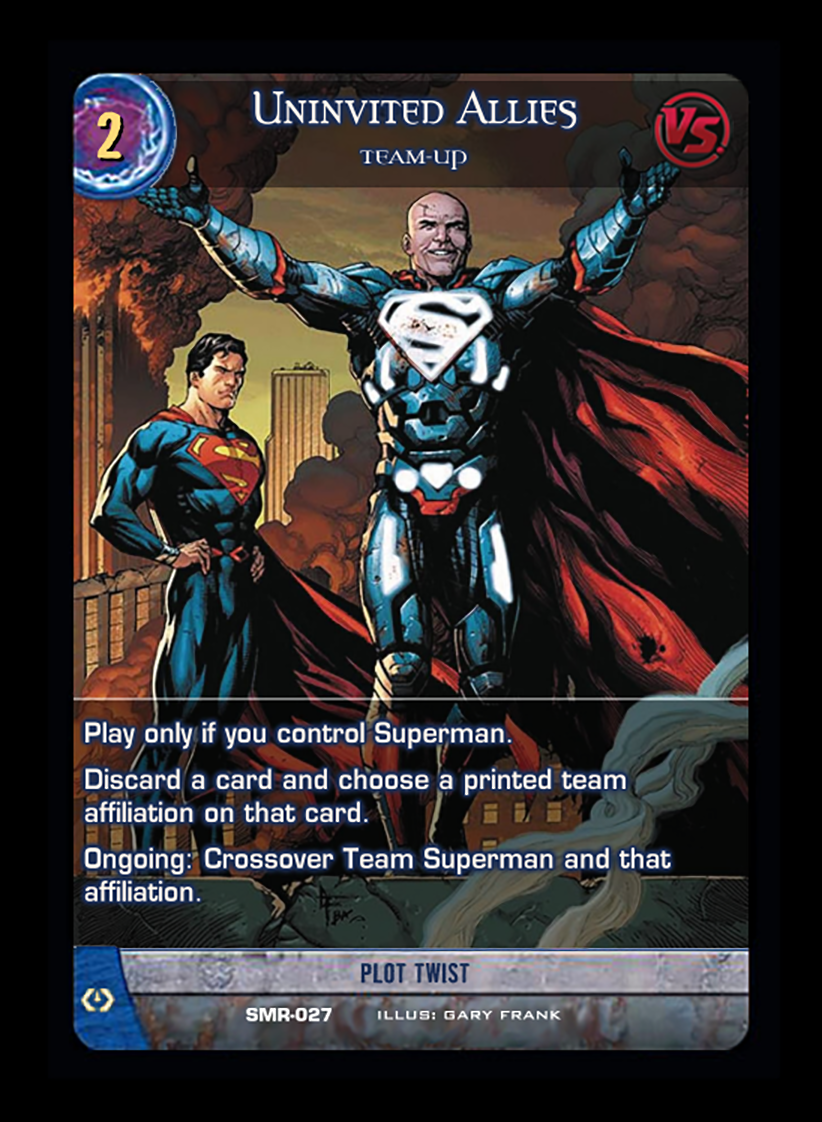 2
Uninvited Allies
VS.
TEAM-UP
Play only if you control Superman.
Discard a card and choose a printed team
affiliation on that card.
Ongoing: Crossover Team Superman and that
affiliation.
PLOT TWIST
SMR-027 ILLUS: GARY FRANK